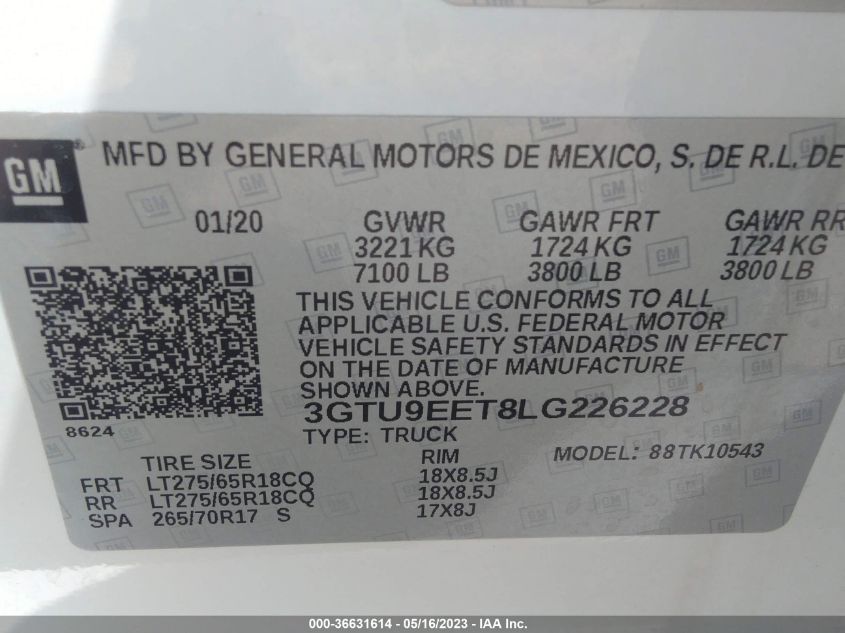 GM ® MFD BY GENERAL MOTORS DE MEXICO, S. DE R.L. DE
01/20 GVWR GAWR FRT GAWR RR
3221 KG 1724 KG 1724 KG
7100 LB 3800 LB 3800 LB
THIS VEHICLE CONFORMS TO ALL
APPLICABLE U.S. FEDERAL MOTOR
VEHICLE SAFETY STANDARDS IN EFFECT
ON THE DATE OF MANUFACTURE
SHOWN ABOVE.
8624
3GTU9EET8LG226228
TYPE: TRUCK MODEL: 88TK10543
TIRE SIZE RIM
FRT LT275/65R18CQ 18X8.5J
RR LT275/65R18CQ 18X8.5J
SPA 265/70R17 S 17X8J
000-36631614 - 05/16/2023 - IAA Inc.